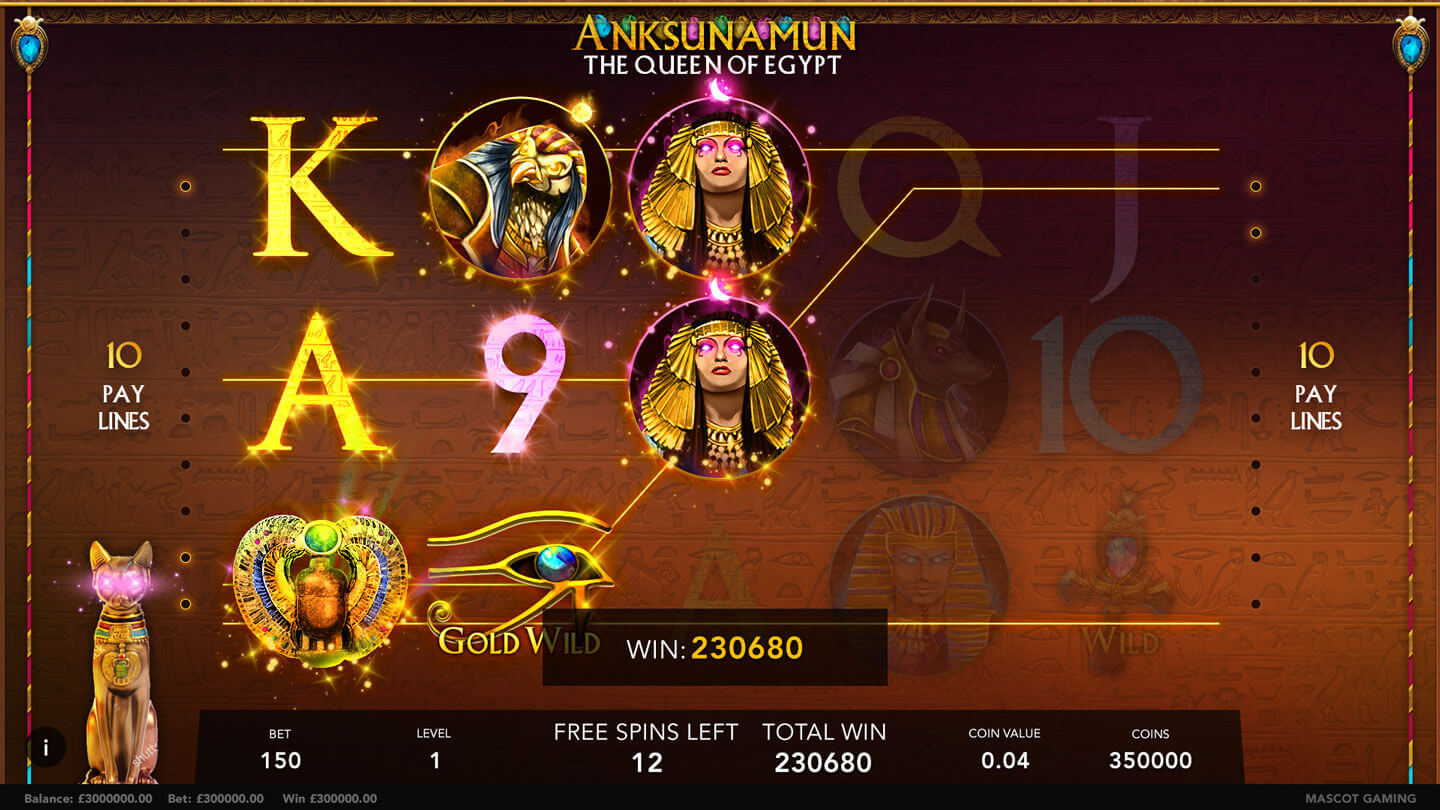 ANKSUNAMUN
THE QUEEN OF EGYPT
K
Q
J
10
PAY
LINES
A
9
10
10
PAY
LINES
A
GOLD WILD
WILD
WIN: 230680
shutt
i
BET
150
LEVEL
1
FREE SPINS LEFT
12
TOTAL WIN
230680
COIN VALUE
0.04
COINS
350000
Balance: £3000000.00 Bet: £300000.00 Win £300000.00
MASCOT GAMING